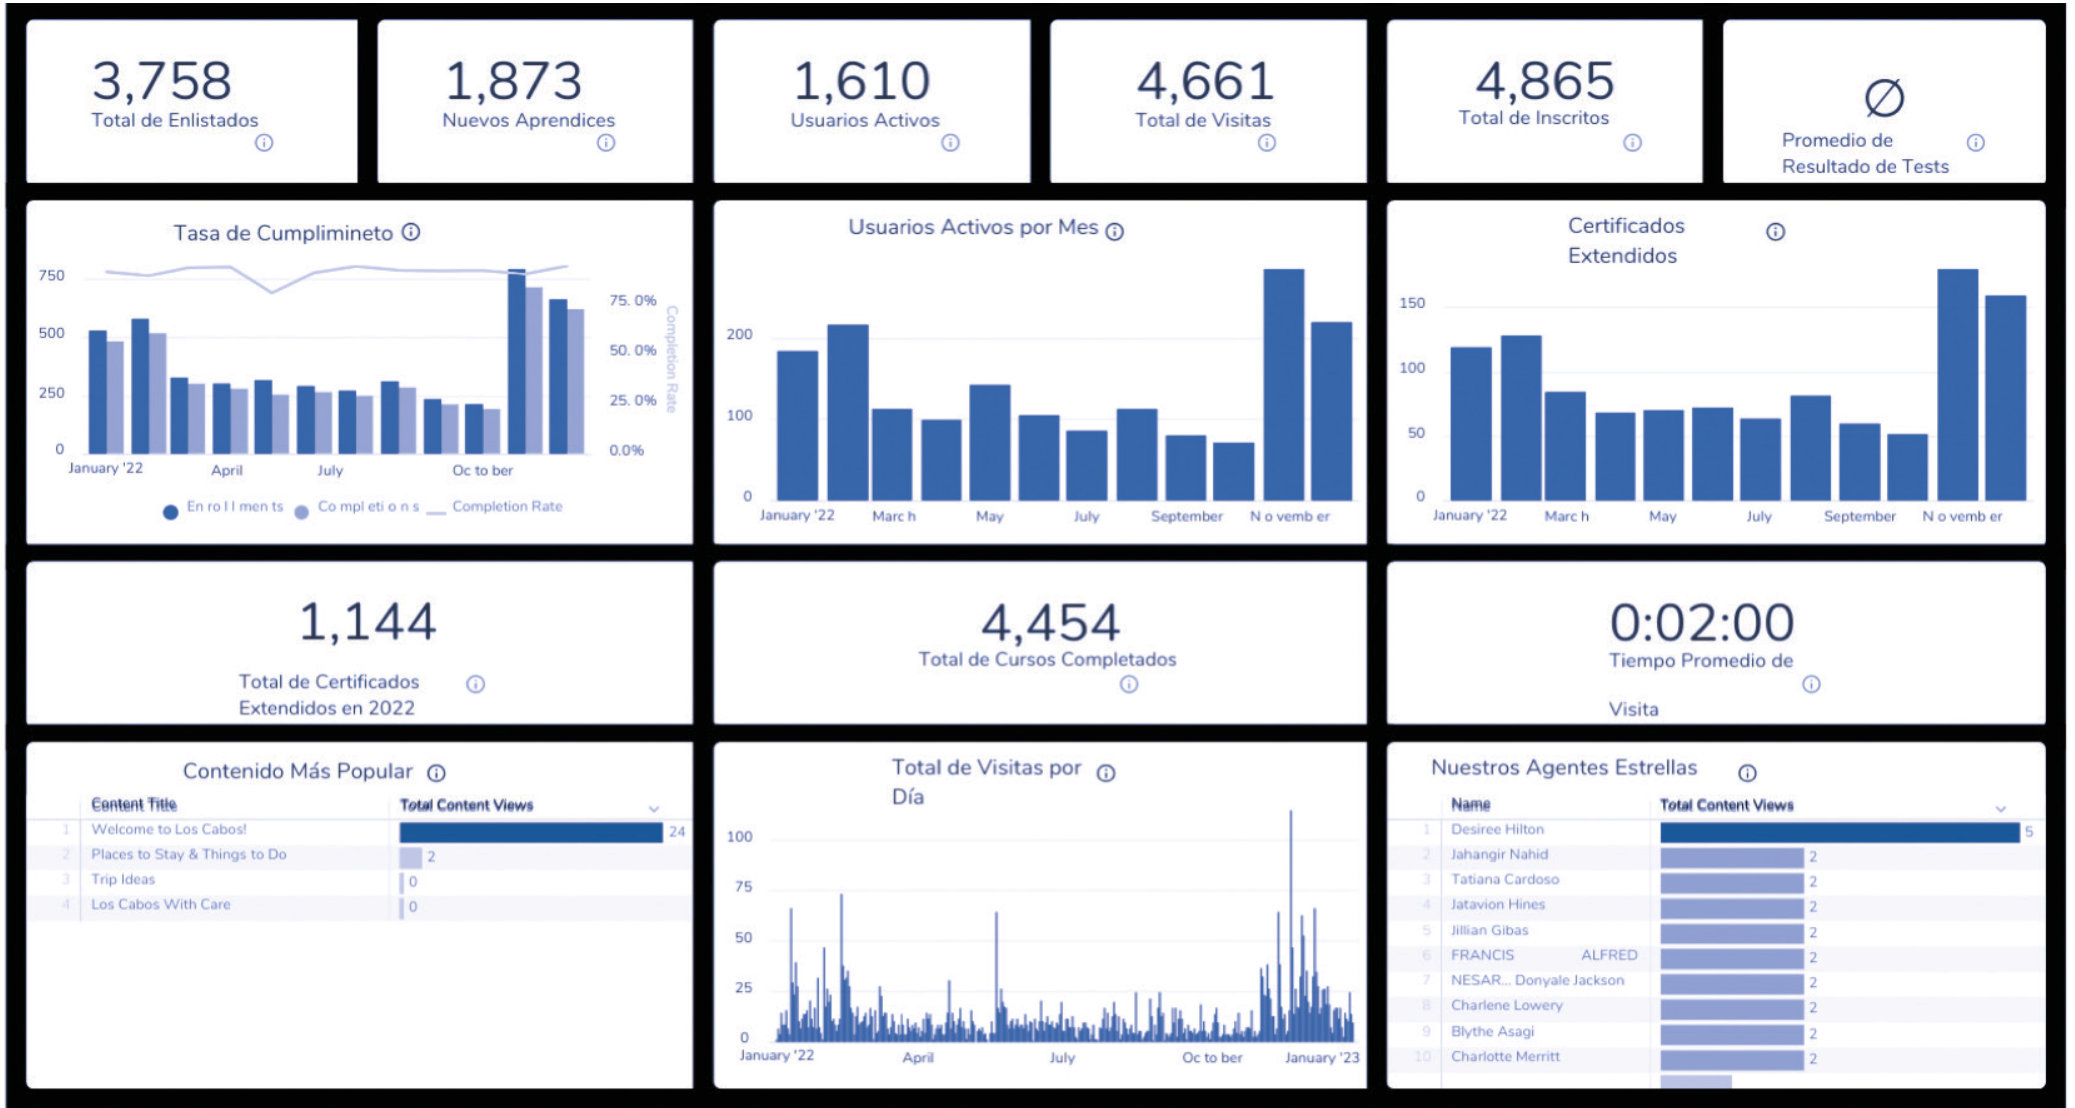 3,758
Total de Enlistados
1,873
Nuevos Aprendices
1,610
Usuarios Activos
4,661
Total de Visitas
4,865
Total de Inscritos
∅
Promedio de
Resultado de Tests
Tasa de Cumplimineto
750
500
250
0
75. 0%
50. 0%
25. 0%
0.0%
Completion Rate
January '22 April July Oc to ber
En ro l l men ts Co mpl eti o n s Completion Rate
Usuarios Activos por Mes
200
100
0
January '22 Marc h May July September N o vemb er
Certificados
Extendidos
150
100
50
0
January '22 Marc h May July September N o vemb er
1,144
Total de Certificados
Extendidos en 2022
4,454
Total de Cursos Completados
0:02:00
Tiempo Promedio de
Visita
Contenido Más Popular
Content Title Total Content Views
1 Welcome to Los Cabos! 24
2 Places to Stay & Things to Do 2
3 Trip Ideas 0
4 Los Cabos With Care 0
Total de Visitas por
Día
100
75
50
25
0
January '22 April July Oc to ber January '23
Nuestros Agentes Estrellas
Name Total Content Views
1 Desiree Hilton 5
2 Jahangir Nahid 2
3 Tatiana Cardoso 2
4 Jatavion Hines 2
5 Jillian Gibas 2
6 FRANCIS ALFRED 2
7 NESAR... Donyale Jackson 2
8 Charlene Lowery 2
9 Blythe Asagi 2
10 Charlotte Merritt 2